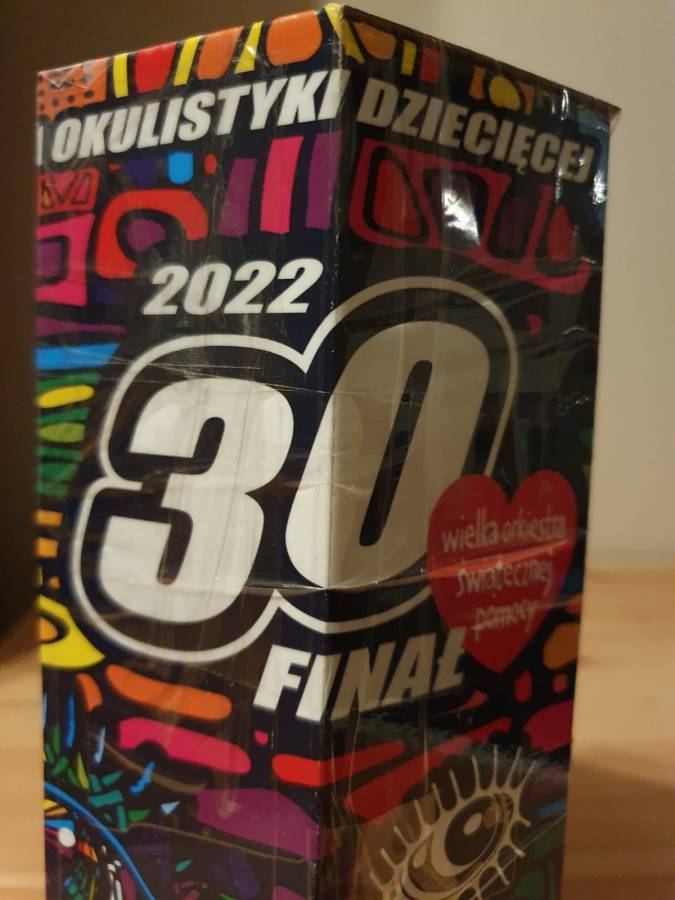 OKULISTYKI DZIECIĘCEJ
2022
30
FINAŁ
wielka orkiestra
świątecznej
pomocy